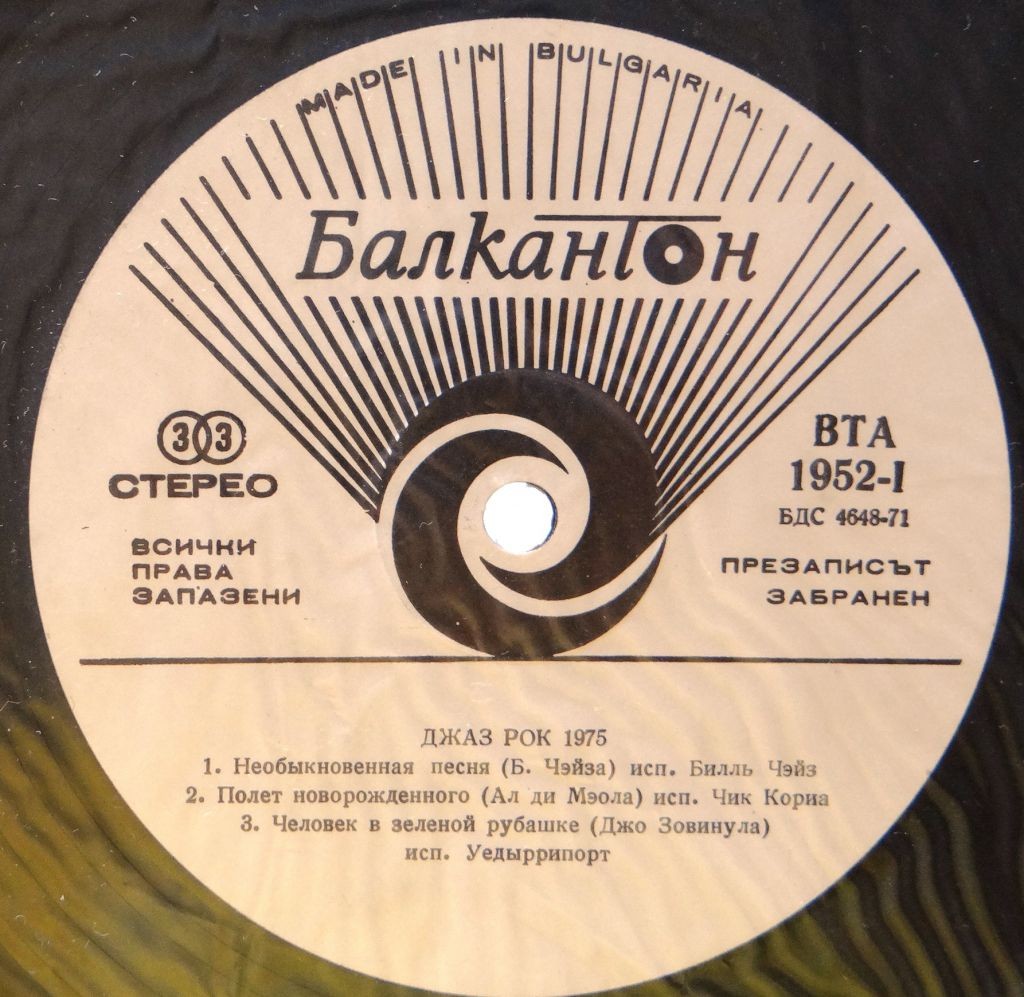 MADE IN BULGARIA
Балкантон
33
СТЕРЕО
ВСИЧКИ
ПРАВА
ЗАПАЗЕНИ
ВТА
1952-I
БДС 4648-71
ПРЕЗАПИСЪТ
ЗАБРАНЕН
ДЖАЗ РОК 1975
1. Необыкновенная песня (Б. Чэйза) исп. Билль Чэйз
2. Полет новорожденного (Ал ди Мэола) исп. Чик Кориа
3. Человек в зеленой рубашке (Джо Зовинула)
исп. Уедыррипорт